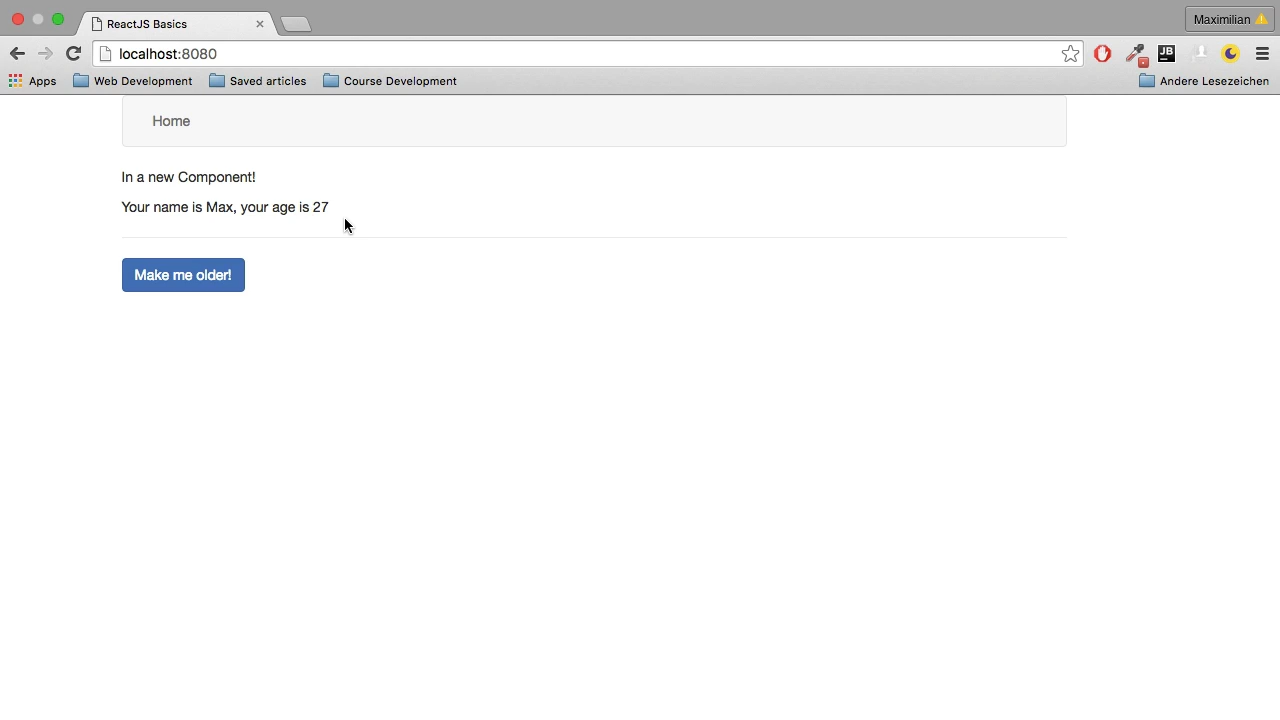 ReactJS Basics
Maximilian
localhost:8080
JB
Apps
Web Development
Saved articles
Course Development
Andere Lesezeichen
Home
In a new Component!
Your name is Max, your age is 27
Make me older!